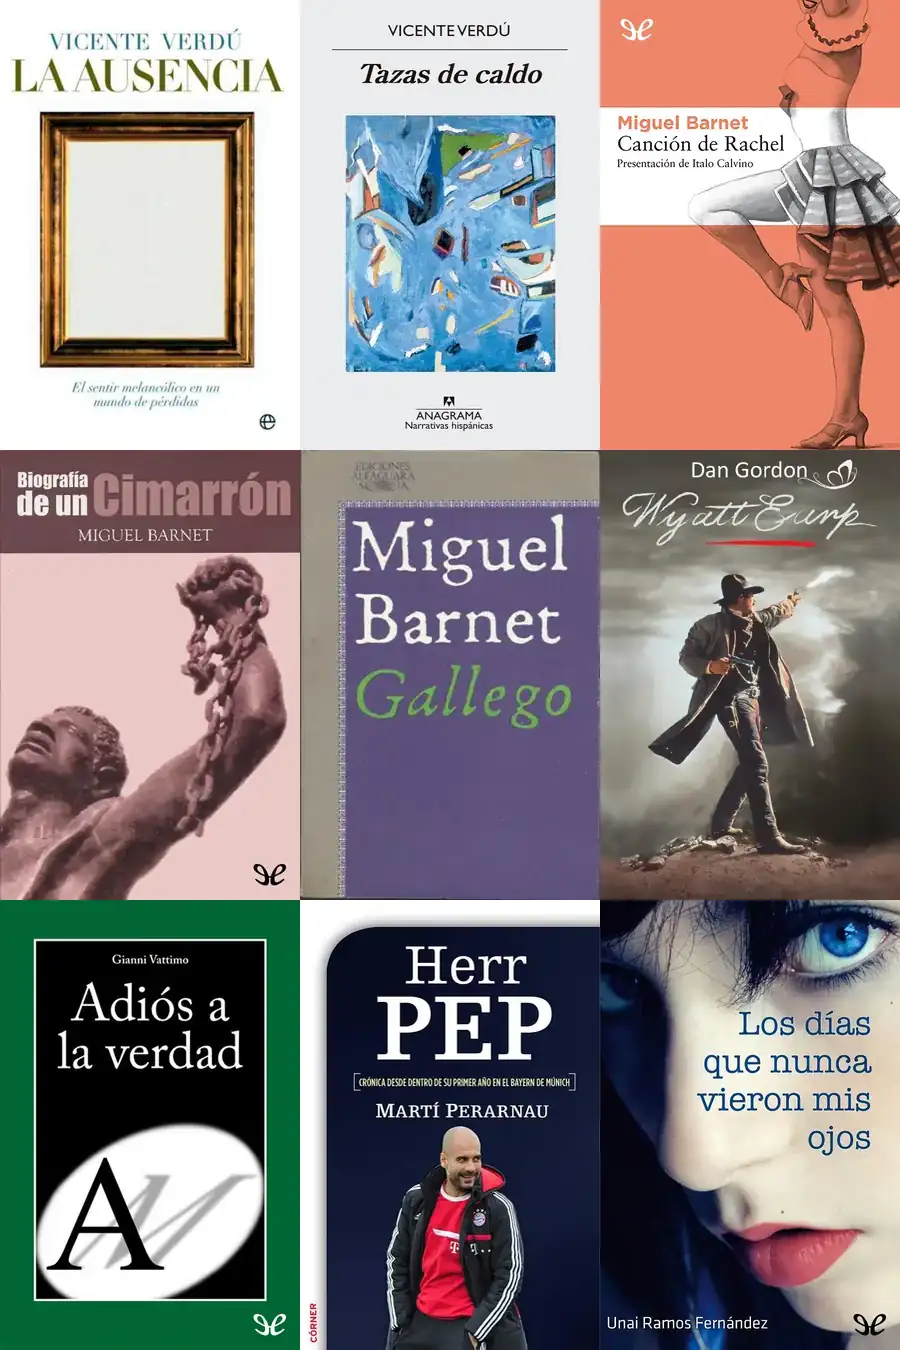 VICENTE VERDÚ
LA AUSENCIA
El sentir melancólico en un
mundo de pérdidas
VICENTE VERDÚ
Tazas de caldo
ANAGRAMA
Narrativas hispánicas
Miguel Barnet
Canción de Rachel
Presentación de Italo Calvino
Biografía
de un Cimarrón
MIGUEL BARNET
EDICIONES
ALFAGUARA
Miguel
Barnet
Gallego
Dan Gordon
Wyatt Earp
Gianni Vattimo
Adiós a
la verdad
A
Herr
PEP
CRÓNICA DESDE DENTRO DE SU PRIMER AÑO EN EL BAYERN DE MÚNICH
MARTÍ PERARNAU
CÓRNER
Los días
que nunca
vieron mis
ojos
Unai Ramos Fernández